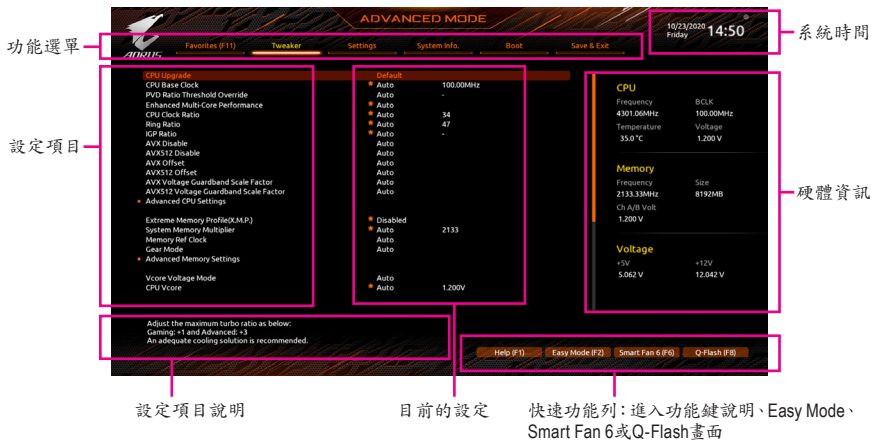 ADVANCED MODE
10/23/2020 Friday 14:50
系統時間
功能選單
AORUS
Favorites (F11) Tweaker Settings System Info. Boot Save & Exit
CPU Upgrade Default
CPU Base Clock * Auto 100.00MHz
PVD Ratio Threshold Override Auto -
Enhanced Multi-Core Performance * Auto
CPU Clock Ratio * Auto 34
Ring Ratio * Auto 47
IGP Ratio * Auto -
AVX Disable Auto
AVX512 Disable Auto
AVX Offset Auto
AVX512 Offset Auto
AVX Voltage Guardband Scale Factor Auto
AVX512 Voltage Guardband Scale Factor Auto
Advanced CPU Settings
Extreme Memory Profile(X.M.P.) * Disabled
System Memory Multiplier * Auto 2133
Memory Ref Clock Auto
Gear Mode Auto
Advanced Memory Settings
Vcore Voltage Mode Auto
CPU Vcore * Auto 1.200V
設定項目
CPU
Frequency BCLK
4301.06MHz 100.00MHz
Temperature Voltage
35.0 °C 1.200 V
Memory
Frequency Size
2133.33MHz 8192MB
Ch A/B Volt
1.200 V
Voltage
+5V +12V
5.062 V 12.042 V
硬體資訊
Adjust the maximum turbo ratio as below:
Gaming: +1 and Advanced: +3
An adequate cooling solution is recommended.
Help (F1) Easy Mode (F2) Smart Fan 6 (F6) Q-Flash (F8)
設定項目說明
目前的設定
快速功能列：進入功能鍵說明、Easy Mode、
Smart Fan 6或Q-Flash畫面